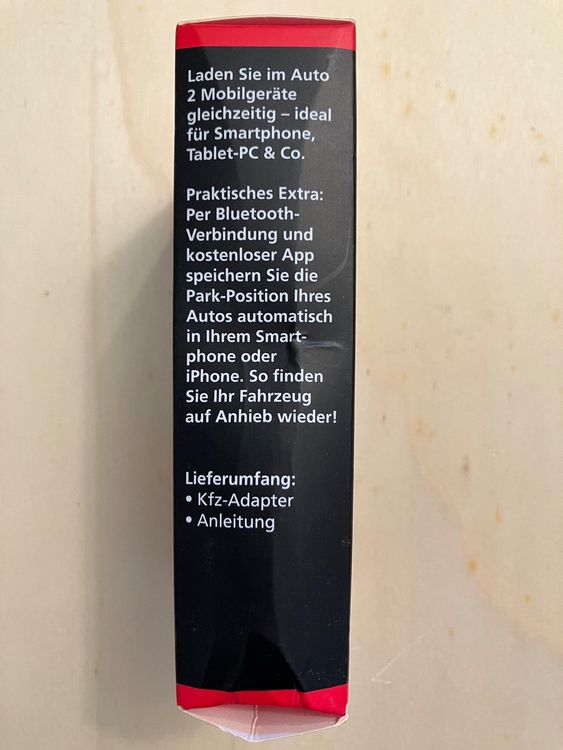 Laden Sie im Auto
2 Mobilgeräte
gleichzeitig – ideal
für Smartphone,
Tablet-PC & Co.
Praktisches Extra:
Per Bluetooth-
Verbindung und
kostenloser App
speichern Sie die
Park-Position Ihres
Autos automatisch
in Ihrem Smart-
phone oder
iPhone. So finden
Sie Ihr Fahrzeug
auf Anhieb wieder!
Lieferumfang:
• Kfz-Adapter
• Anleitung